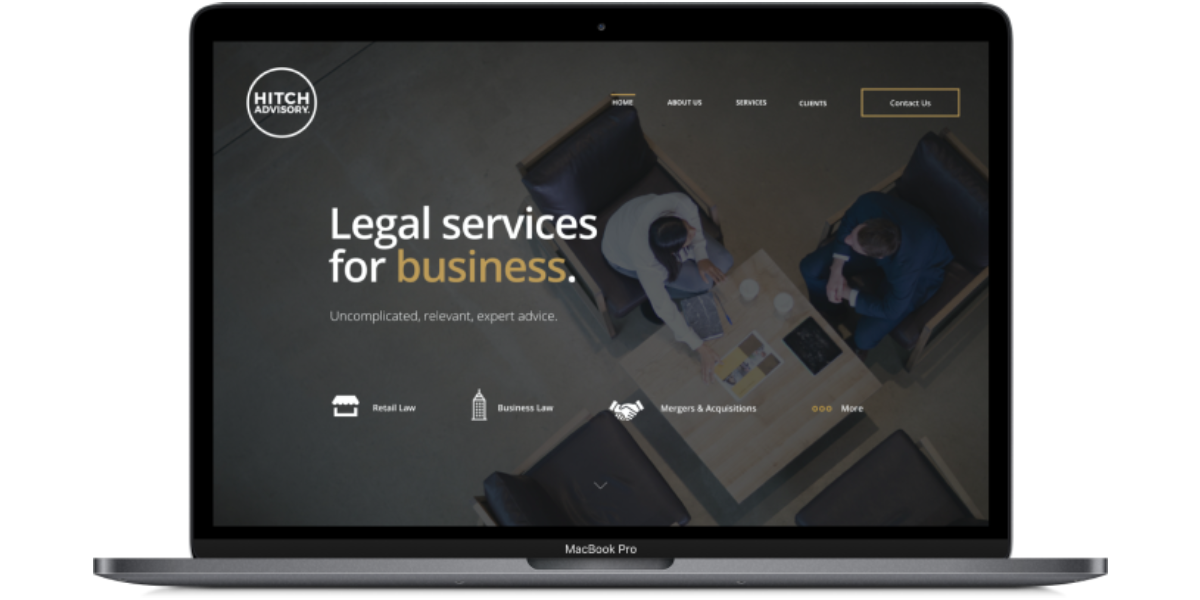 HITCH
ADVISORY.
HOME
ABOUT US
SERVICES
CLIENTS
Contact Us
Legal services
for business.
Uncomplicated, relevant, expert advice.
Retail Law
Business Law
Mergers & Acquisitions
More
MacBook Pro